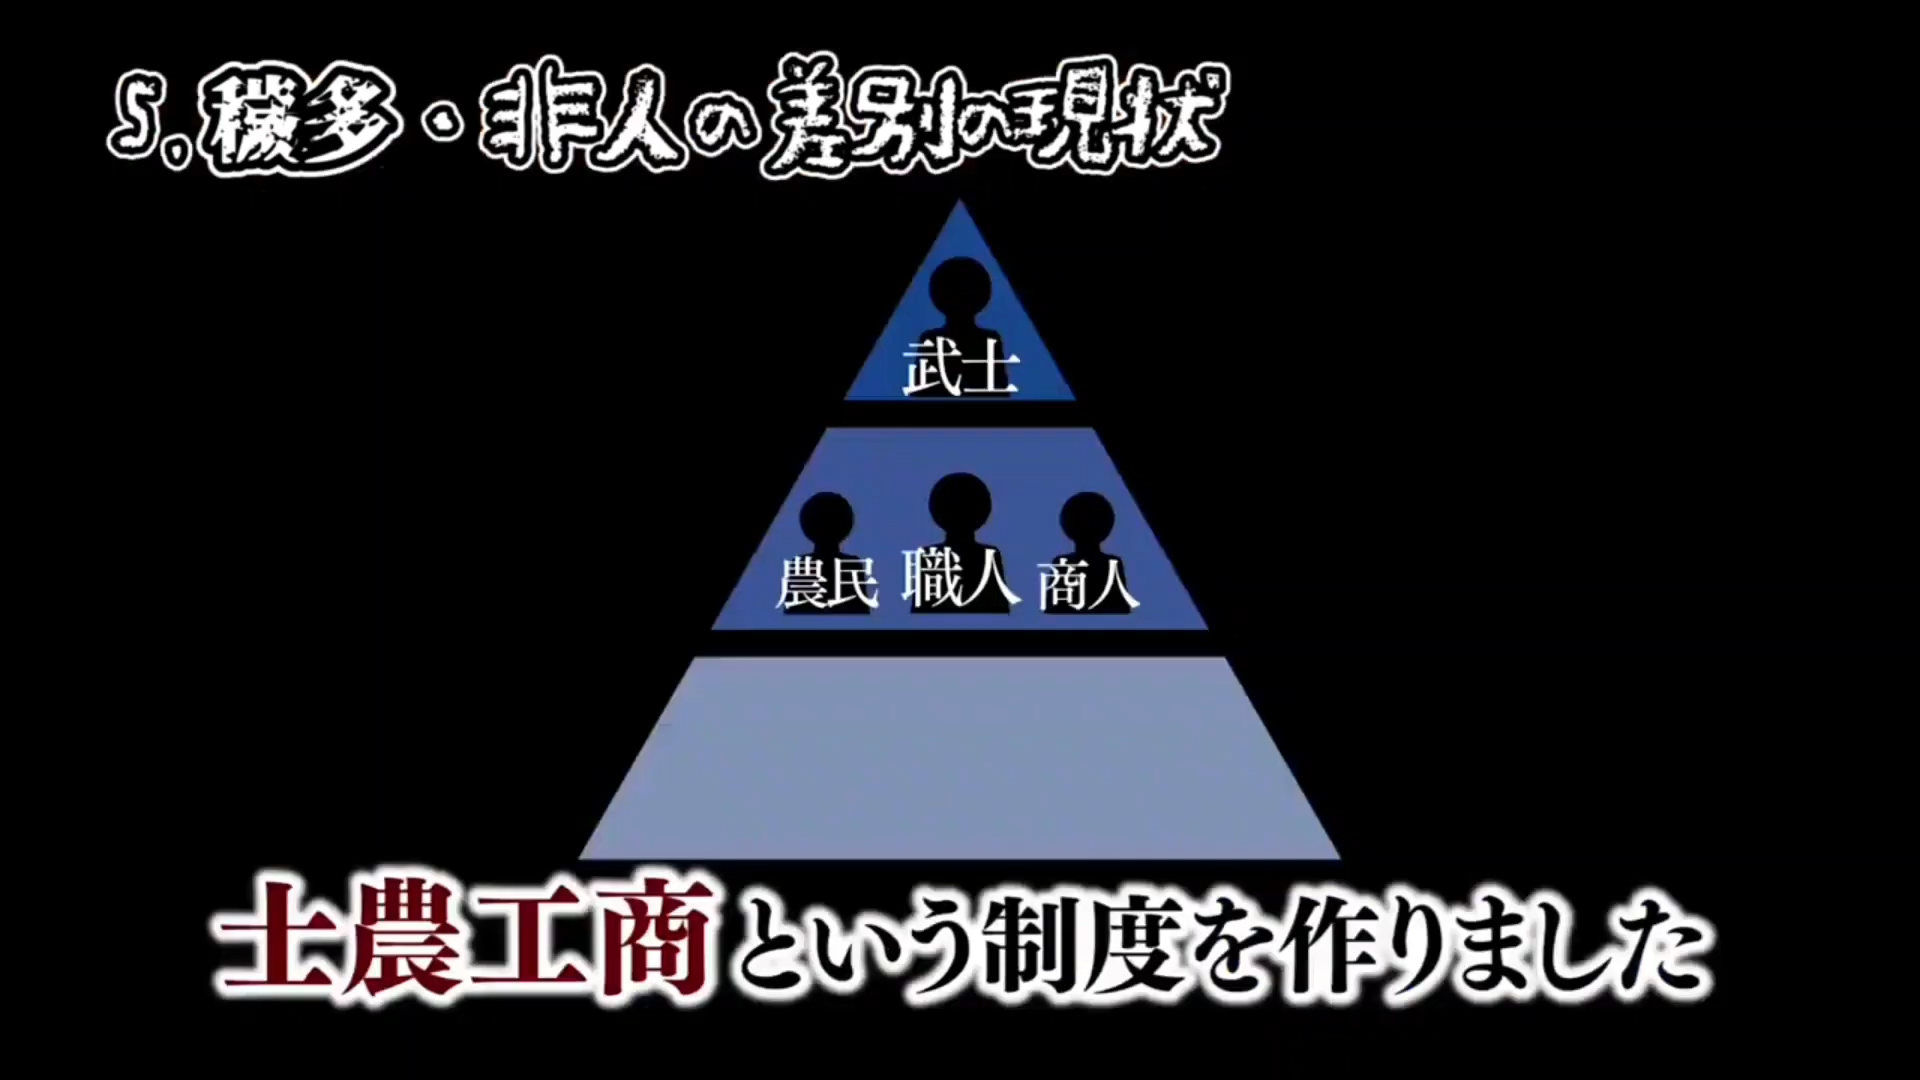 5.穢多・非人の差別の現状
武士
農民 職人 商人
士農工商という制度を作りました